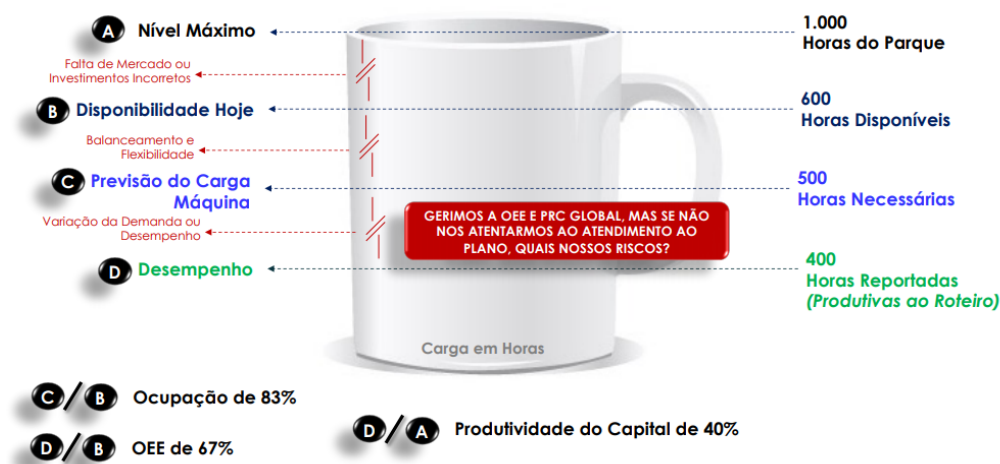 A Nível Máximo
1.000
Horas do Parque
Falta de Mercado ou
Investimentos Incorretos
B Disponibilidade Hoje
600
Horas Disponíveis
Balanceamento e
Flexibilidade
C Previsão do Carga
Máquina
500
Horas Necessárias
Variação da Demanda ou
Desempenho
GERIMOS A OEE E PRC GLOBAL, MAS SE NÃO
NOS ATENTARMOS AO ATENDIMENTO AO
PLANO, QUAIS NOSSOS RISCOS?
D Desempenho
400
Horas Reportadas
(Produtivas ao Roteiro)
Carga em Horas
C / B Ocupação de 83%
D / B OEE de 67%
D / A Produtividade do Capital de 40%